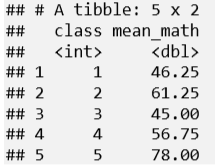 ## # A tibble: 5 x 2
##   class mean_math
##   <int>     <dbl>
## 1     1     46.25
## 2     2     61.25
## 3     3     45.00
## 4     4     56.75
## 5     5     78.00